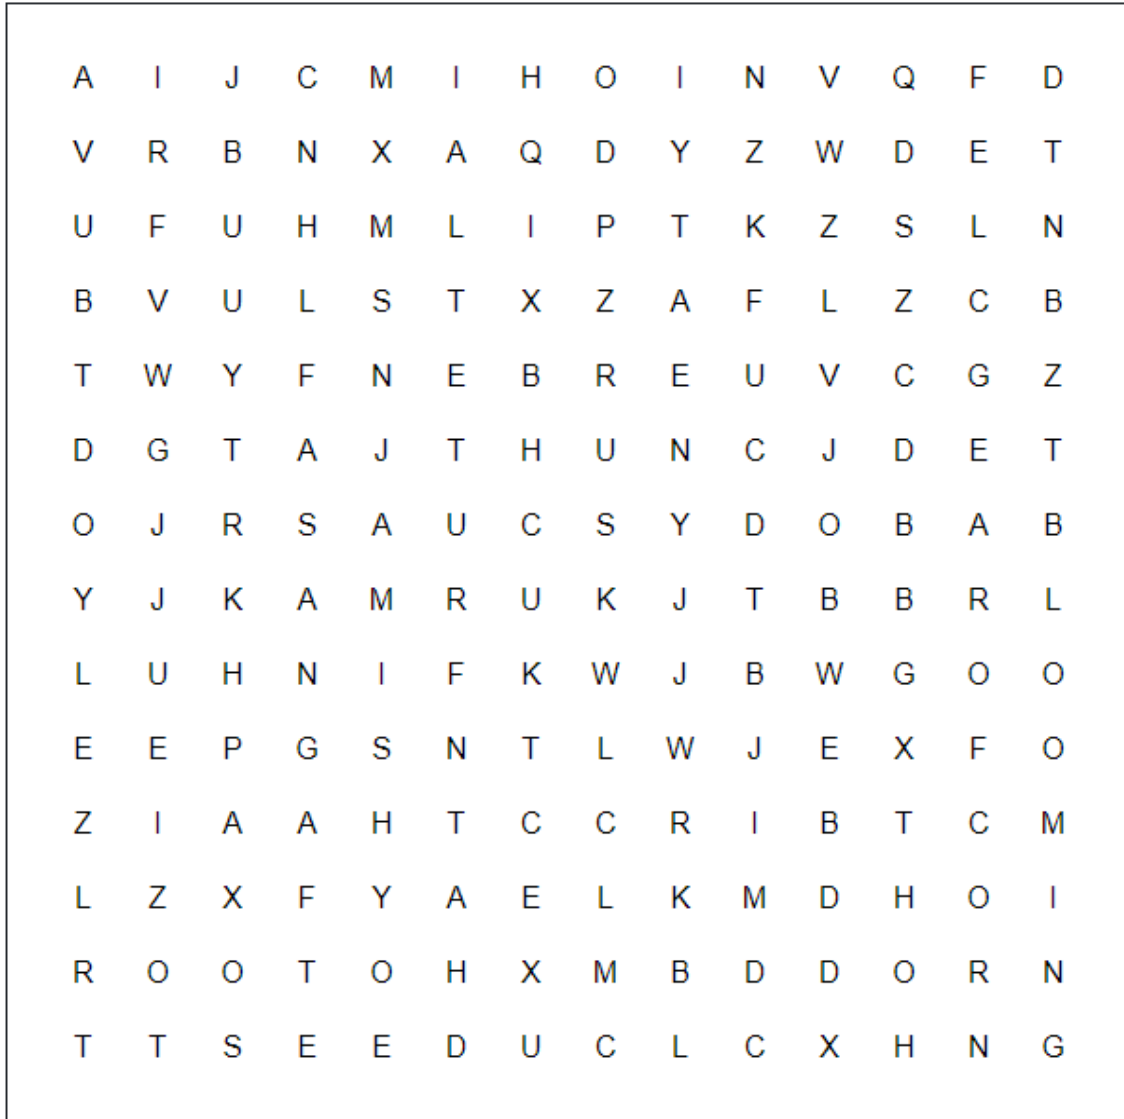 A I J C M I H O I N V Q F D
V R B N X A Q D Y Z W D E T
U F U H M L I P T K Z S L N
B V U L S T X Z A F L Z C B
T W Y F N E B R E U V C G Z
D G T A J T H U N C J D E T
O J R S A U C S Y D O B A B
Y J K A M R U K J T B B R L
L U H N I F K W J B W G O O
E E P G S N T L W J E X F O
Z I A A H T C C R I B T C M
L Z X F Y A E L K M D H O I
R O O T O H X M B D D O R N
T T S E E D U C L C X H N G